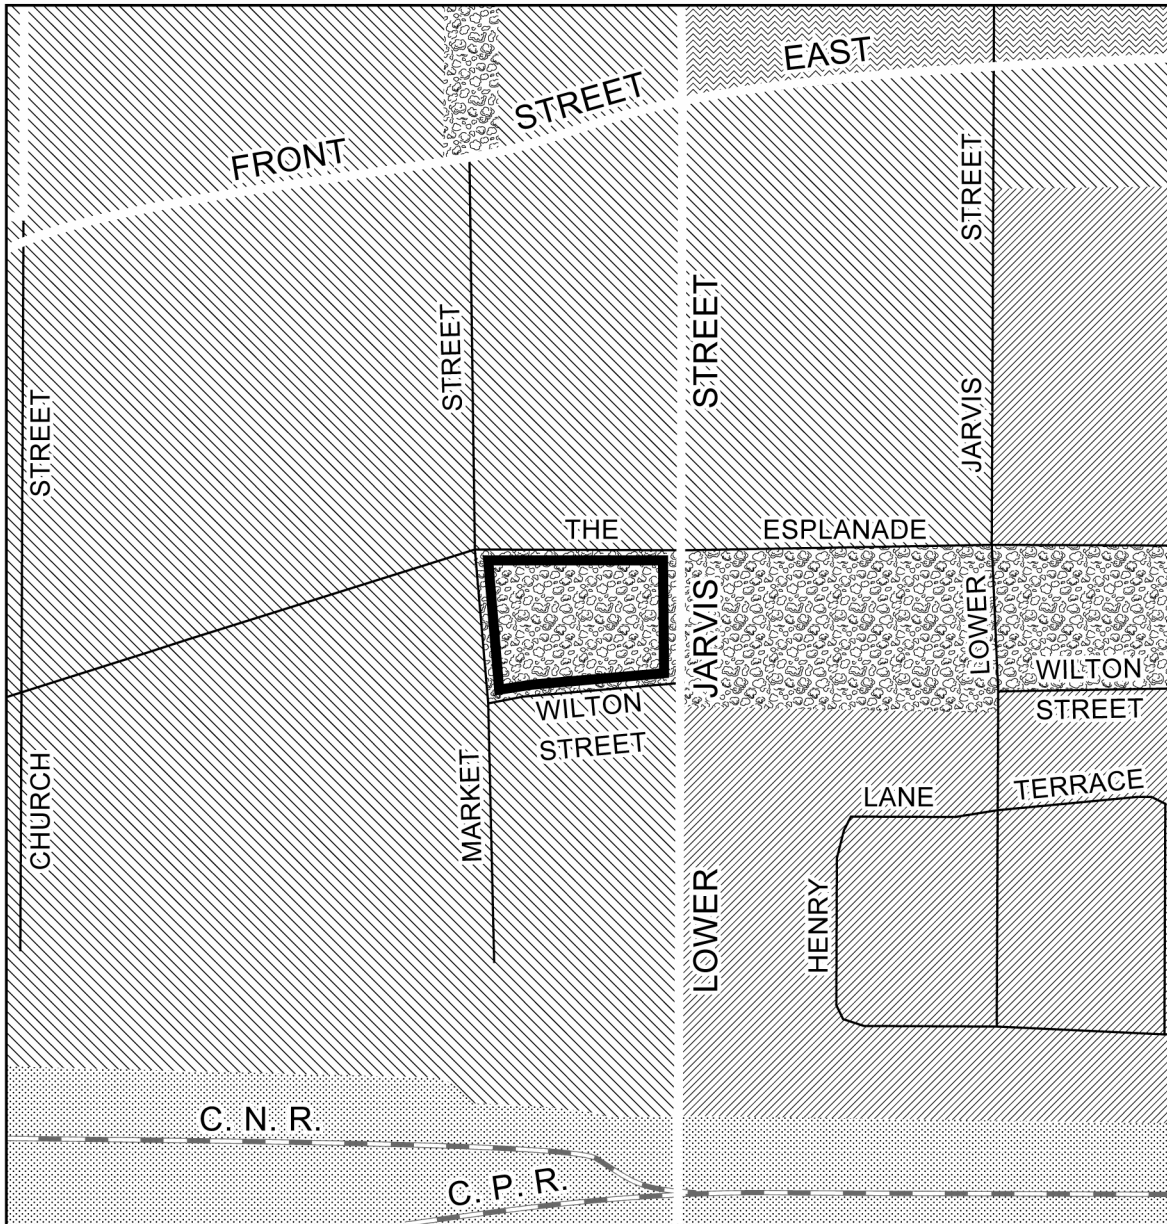 EAST
STREET
FRONT
STREET
STREET
STREET
STREET
JARVIS
STREET
THE
ESPLANADE
JARVIS
LOWER
WILTON
STREET
WILTON
STREET
MARKET
CHURCH
LANE
TERRACE
HENRY
LOWER
C. N. R.
C. P. R.